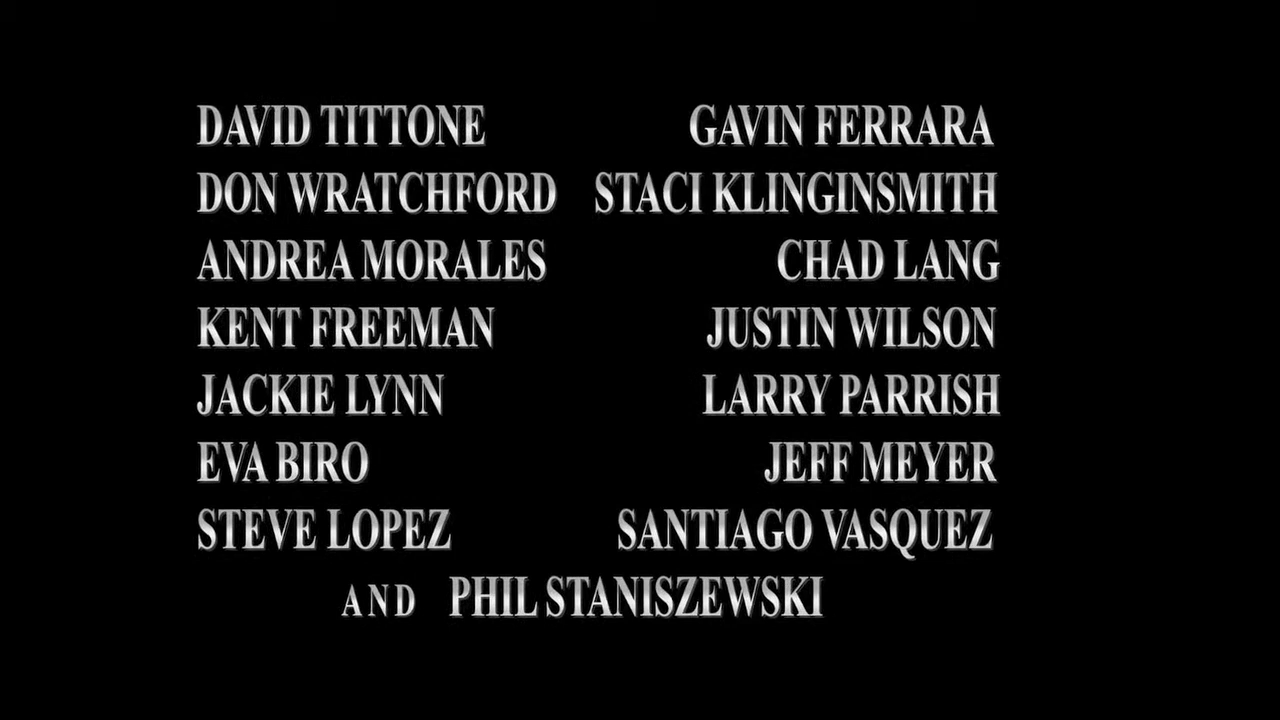 DAVID TITTONE GAVIN FERRARA
DON WRATCHFORD STACI KLINGINSMITH
ANDREA MORALES CHAD LANG
KENT FREEMAN JUSTIN WILSON
JACKIE LYNN LARRY PARRISH
EVA BIRO JEFF MEYER
STEVE LOPEZ SANTIAGO VASQUEZ
AND PHIL STANISZEWSKI